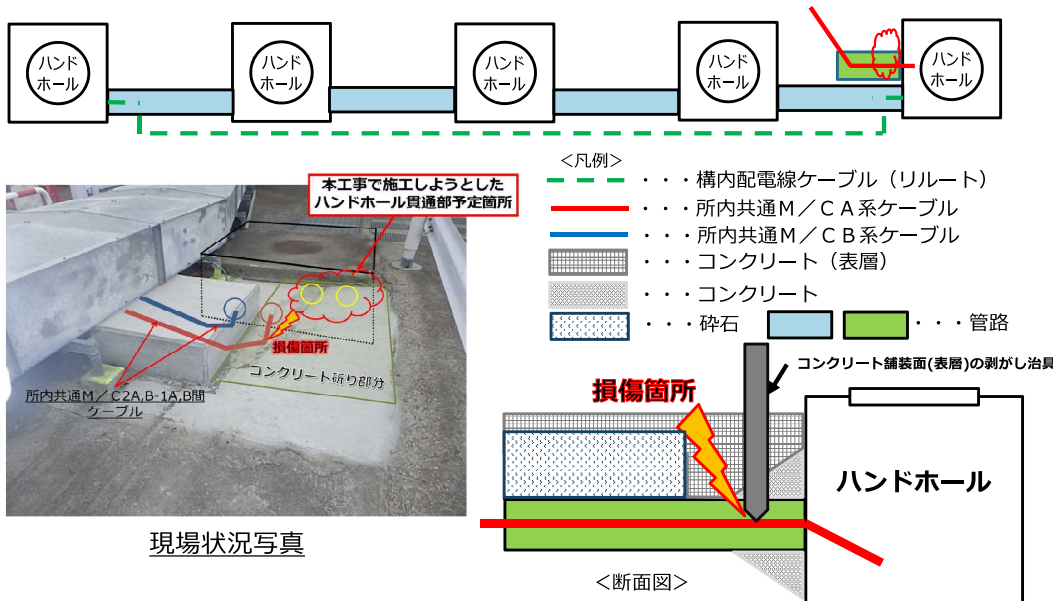 ハンド
ホール
ハンド
ホール
ハンド
ホール
ハンド
ホール
ハンド
ホール
<凡例>
・・・構内配電線ケーブル（リルート）
・・・所内共通Ｍ／ＣＡ系ケーブル
・・・所内共通Ｍ／ＣＢ系ケーブル
・・・コンクリート（表層）
・・・コンクリート
・・・砕石
・・・管路
本工事で施工しようとした
ハンドホール貫通部予定箇所
損傷箇所
コンクリート斫り部分
所内共通Ｍ／Ｃ2A,B-1A,B間
ケーブル
現場状況写真
コンクリート舗装面(表層)の剥がし治具
損傷箇所
ハンドホール
<断面図>